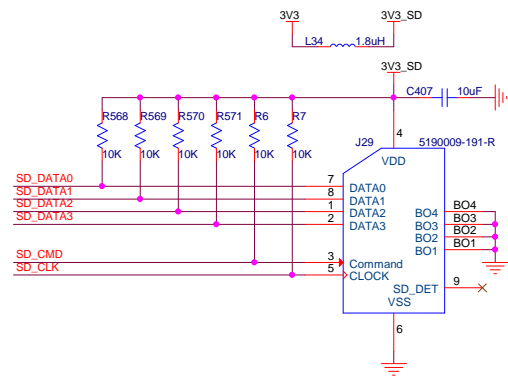 3V3 3V3_SD
L34 1.8uH
3V3_SD
C407 10uF
R568 R569 R570 R571 R6 R7
10K 10K 10K 10K 10K 10K
J29 5190009-191-R
4
VDD
SD_DATA0 7 DATA0
SD_DATA1 8 DATA1
SD_DATA2 1 DATA2 BO4 BO4
SD_DATA3 2 DATA3 BO3 BO3
BO2 BO2
BO1 BO1
SD_CMD 3 Command
SD_CLK 5 CLOCK
SD_DET 9
VSS
6